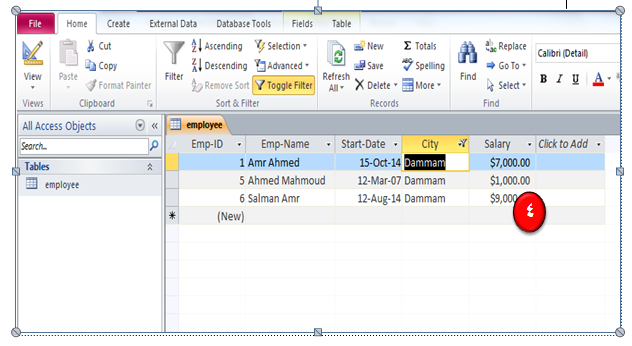 File Home Create External Data Database Tools Fields Table
View
Views
Paste
Cut
Copy
Format Painter
Clipboard
Filter
Ascending
Descending
Remove Sort
Selection
Advanced
Toggle Filter
Sort & Filter
Refresh
All
New
Save
Delete
Totals
Spelling
More
Records
Find
Replace
Go To
Select
Find
Calibri (Detail)
B I U A
All Access Objects
Search...
Tables
employee
employee
Emp-ID Emp-Name Start-Date City Salary Click to Add
1 Amr Ahmed 15-Oct-14 Dammam $7,000.00
5 Ahmed Mahmoud 12-Mar-07 Dammam $1,000.00
6 Salman Amr 12-Aug-14 Dammam $9,000
(New)
٤